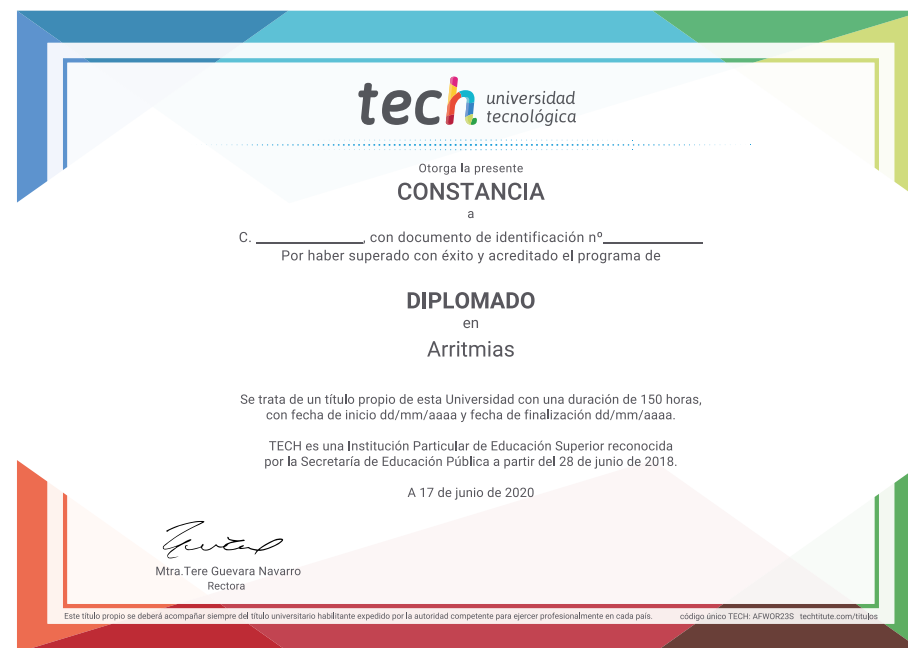 tech universidad
tecnológica
Otorga la presente
CONSTANCIA
a
C. ______________, con documento de identificación nº_____________
Por haber superado con éxito y acreditado el programa de
DIPLOMADO
en
Arritmias
Se trata de un título propio de esta Universidad con una duración de 150 horas,
con fecha de inicio dd/mm/aaaa y fecha de finalización dd/mm/aaaa.
TECH es una Institución Particular de Educación Superior reconocida
por la Secretaría de Educación Pública a partir del 28 de junio de 2018.
A 17 de junio de 2020
Mtra.Tere Guevara Navarro
Rectora
Este título propio se deberá acompañar siempre del título universitario habilitante expedido por la autoridad competente para ejercer profesionalmente en cada país. código único TECH: AFWOR23S techtitute.com/titulos